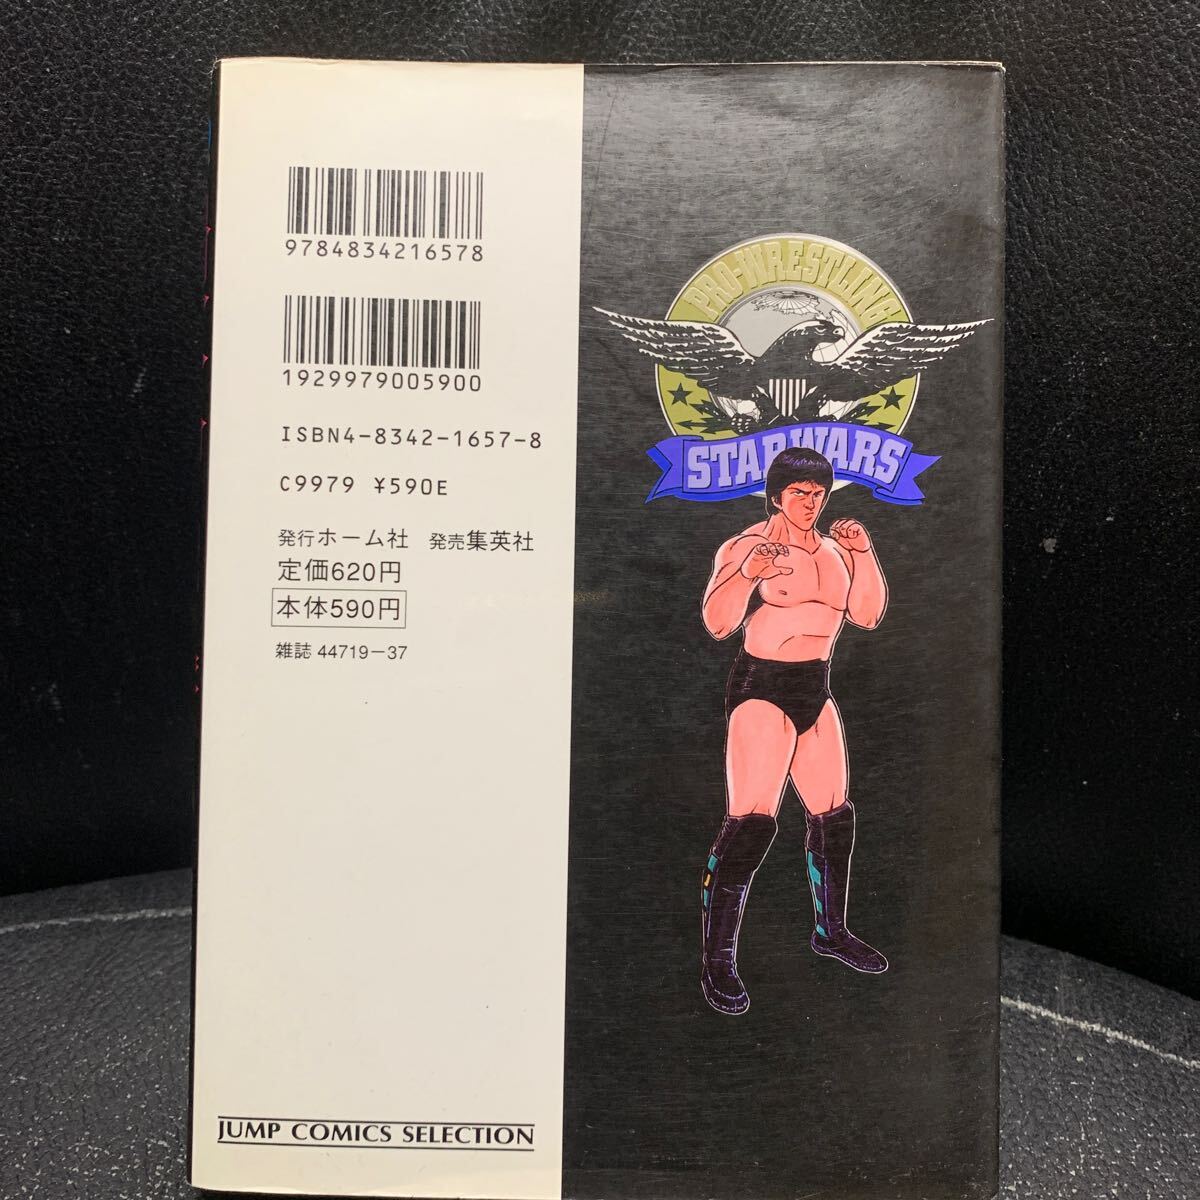 9784834216578
1929979005900
ISBN4-8342-1657-8
C9979 ¥590E
発行ホーム社 発売集英社
定価620円
本体590円
雑誌 44719-37
JUMP COMICS SELECTION
PRO-WRESTLING
STAR WARS